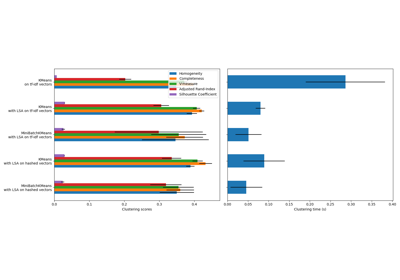 KMeans
on tf-idf vectors
KMeans
with LSA on tf-idf vectors
MiniBatchKMeans
with LSA on tf-idf vectors
KMeans
with LSA on hashed vectors
MiniBatchKMeans
with LSA on hashed vectors
Homogeneity
Completeness
V-measure
Adjusted Rand-Index
Silhouette Coefficient
0.0 0.1 0.2 0.3 0.4
Clustering scores
0.00 0.05 0.10 0.15 0.20 0.25 0.30 0.35 0.40
Clustering time (s)